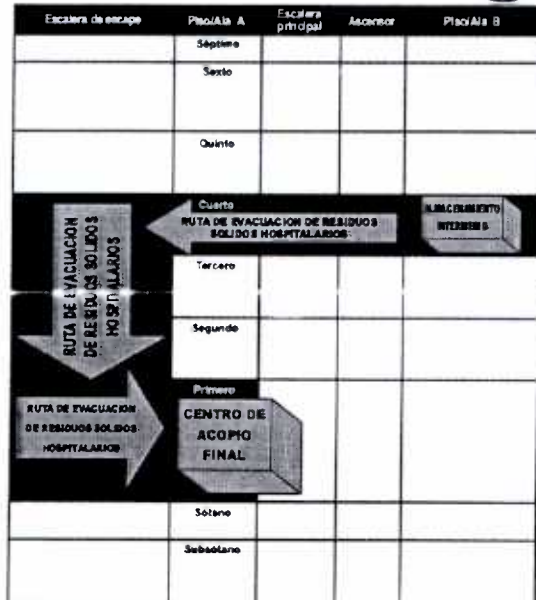 Escalera de escape Piso/Ala A Escalera principal Ascensor Piso/Ala B
Séptimo
Sexto
Quinto
Cuarto
RUTA DE EVACUACION DE RESIDUOS
SOLIDOS HOSPITALARIOS
ALMACENAMIENTO
INTERMEDIO
RUTA DE EVACUACION
DE RESIDUOS SOLIDOS
HOSPITALARIOS
Tercero
Segundo
Primero
RUTA DE EVACUACION
DE RESIDUOS SOLIDOS
HOSPITALARIOS
CENTRO DE
ACOPIO
FINAL
Sótano
Subsótano